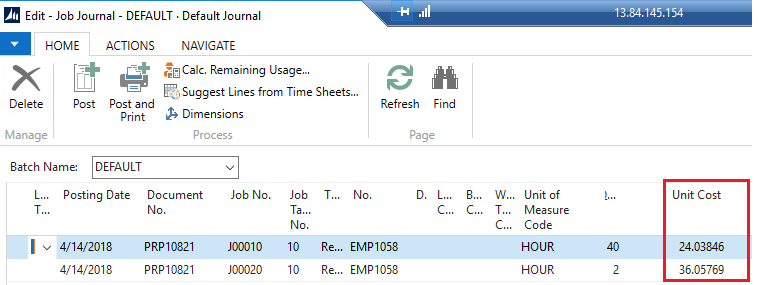 Edit - Job Journal - DEFAULT · Default Journal
13.84.145.154
HOME ACTIONS NAVIGATE
Delete
Post
Post and Print
Calc. Remaining Usage...
Suggest Lines from Time Sheets...
Dimensions
Refresh
Find
Manage Process Page
Batch Name: DEFAULT
L... T... Posting Date Document No. Job No. Job Ta... No. T... No. D. L... C... B... C... W... T... C... Unit of Measure Code Unit Cost
4/14/2018 PRP10821 J00010 10 Re... EMP1058 HOUR 40 24.03846
4/14/2018 PRP10821 J00020 10 Re... EMP1058 HOUR 2 36.05769